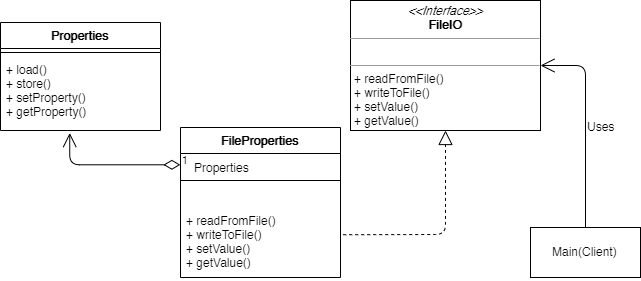 Properties
+ load()
+ store()
+ setProperty()
+ getProperty()
<<Interface>>
FileIO
+ readFromFile()
+ writeToFile()
+ setValue()
+ getValue()
FileProperties
1
Properties
+ readFromFile()
+ writeToFile()
+ setValue()
+ getValue()
Uses
Main(Client)